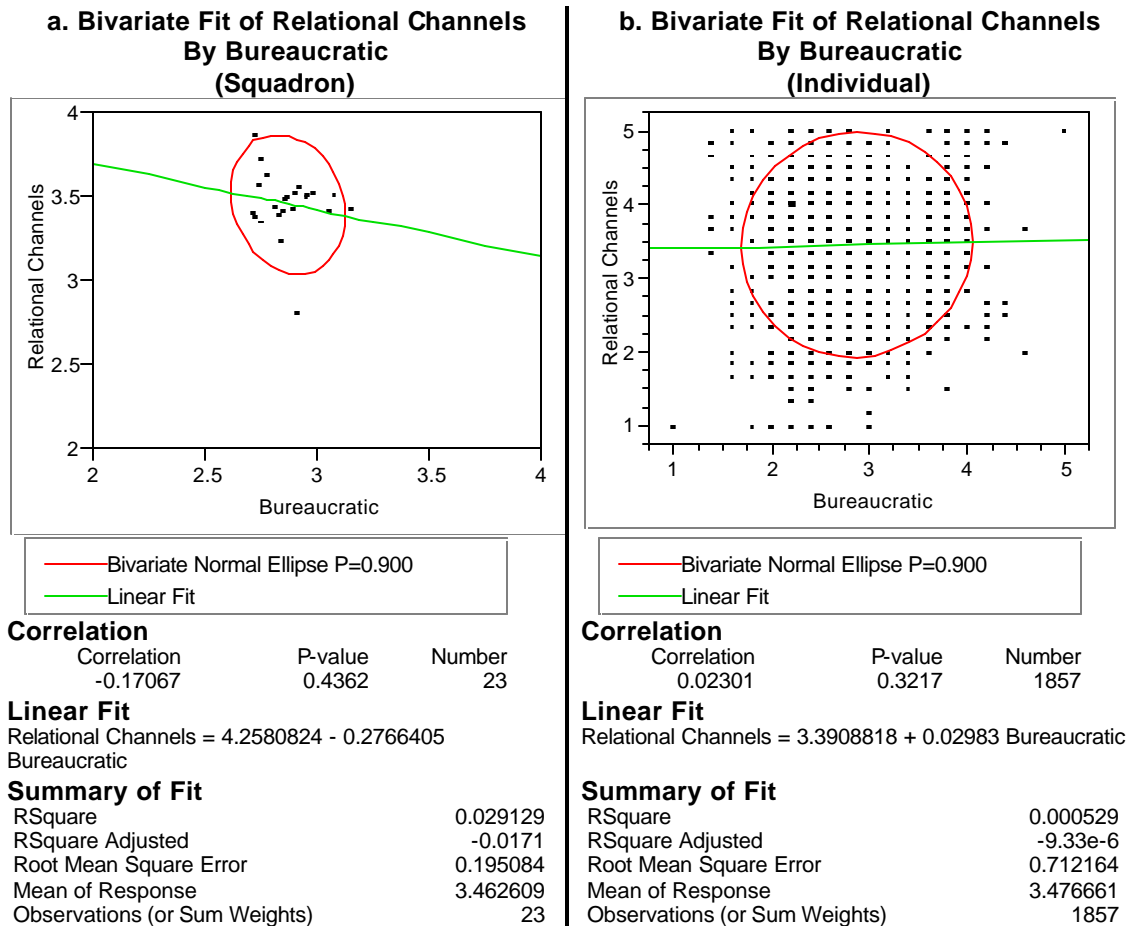 a. Bivariate Fit of Relational Channels
By Bureaucratic
(Squadron)
4
3.5
3
2.5
2
Relational Channels
2
2.5
3
3.5
4
Bureaucratic
Bivariate Normal Ellipse P=0.900
Linear Fit
Correlation
Correlation P-value Number
-0.17067 0.4362 23
Linear Fit
Relational Channels = 4.2580824 - 0.2766405
Bureaucratic
Summary of Fit
RSquare 0.029129
RSquare Adjusted -0.0171
Root Mean Square Error 0.195084
Mean of Response 3.462609
Observations (or Sum Weights) 23
b. Bivariate Fit of Relational Channels
By Bureaucratic
(Individual)
5
4
3
2
1
Relational Channels
1
2
3
4
5
Bureaucratic
Bivariate Normal Ellipse P=0.900
Linear Fit
Correlation
Correlation P-value Number
0.02301 0.3217 1857
Linear Fit
Relational Channels = 3.3908818 + 0.02983 Bureaucratic
Summary of Fit
RSquare 0.000529
RSquare Adjusted -9.33e-6
Root Mean Square Error 0.712164
Mean of Response 3.476661
Observations (or Sum Weights) 1857